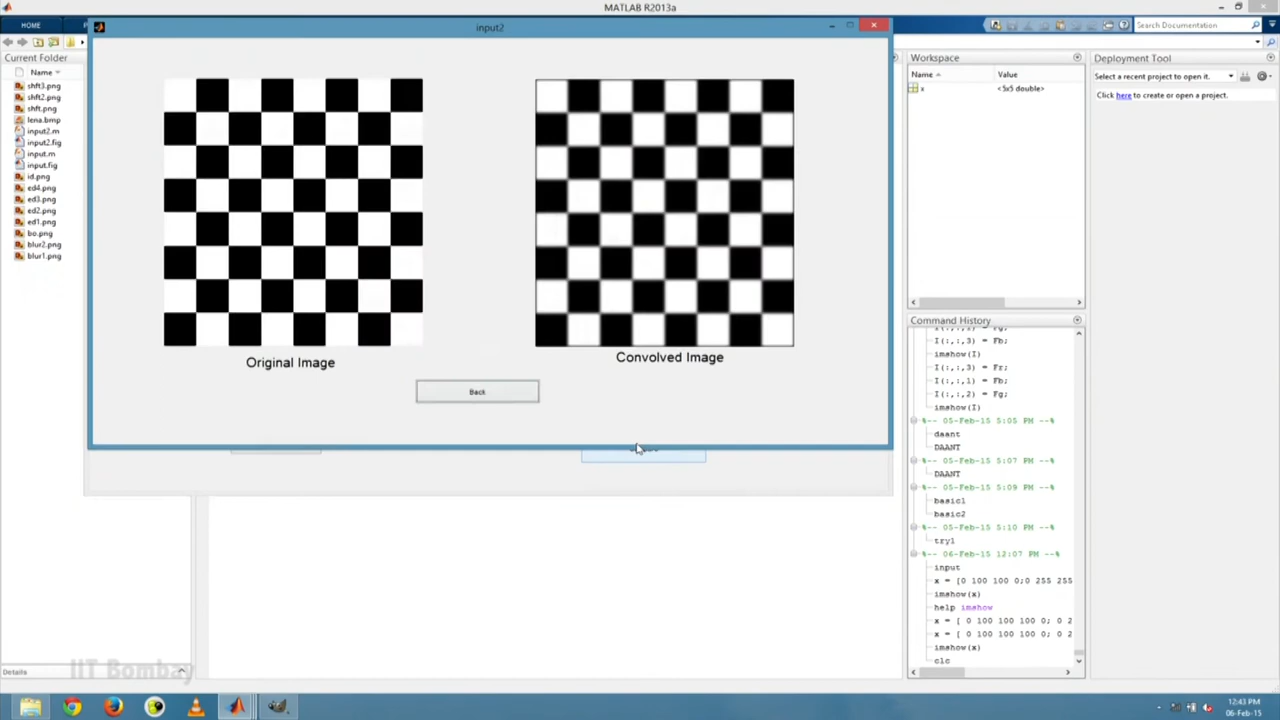 MATLAB R2013a
HOME
Search Documentation
input2
Current Folder
Name
shft3.png
shft2.png
shft.png
lena.bmp
input2.m
input2.fig
input.m
input.fig
id.png
ed4.png
ed3.png
ed2.png
ed1.png
bo.png
blur2.png
blur1.png
Details
Original Image
Convolved Image
Back
Workspace
Name Value
x <5x5 double>
Command History
I(:,:,3) = Fb;
imshow(I)
I(:,:,3) = Fr;
I(:,:,1) = Fb;
I(:,:,2) = Fg;
imshow(I)
%-- 05-Feb-15 5:05 PM --%
daant
DAANT
%-- 05-Feb-15 5:07 PM --%
DAANT
%-- 05-Feb-15 5:09 PM --%
basic1
basic2
%-- 05-Feb-15 5:10 PM --%
try1
%-- 06-Feb-15 12:07 PM --%
input
x = [0 100 100 0;0 255 255
imshow(x)
help imshow
x = [ 0 100 100 100 0; 0 2
x = [ 0 100 100 100 0; 0 2
imshow(x)
clc
Deployment Tool
Select a recent project to open it.
Click here to create or open a project.
IIT Bombay
12:43 PM
06-Feb-15